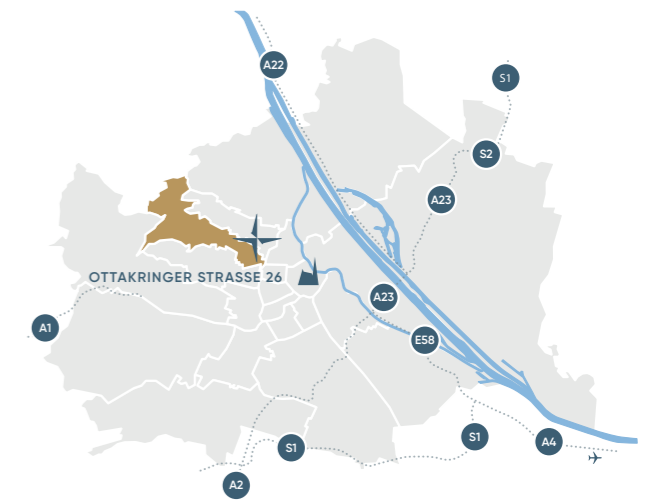 A22
S1
S2
A23
OTTAKRINGER STRASSE 26
A23
A1
E58
S1
S1
A4
A2